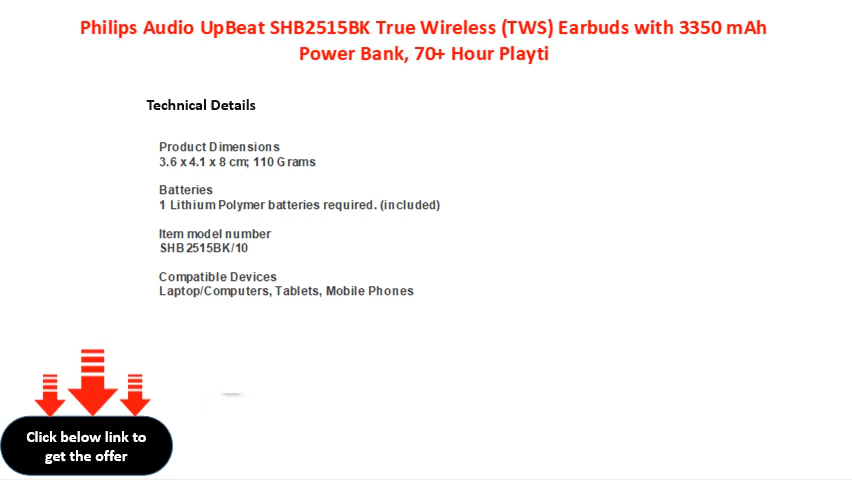 Philips Audio UpBeat SHB2515BK True Wireless (TWS) Earbuds with 3350 mAh
Power Bank, 70+ Hour Playti
Technical Details
Product Dimensions
3.6 x 4.1 x 8 cm; 110 Grams
Batteries
1 Lithium Polymer batteries required. (included)
Item model number
SHB2515BK/10
Compatible Devices
Laptop/Computers, Tablets, Mobile Phones
Click below link to
get the offer